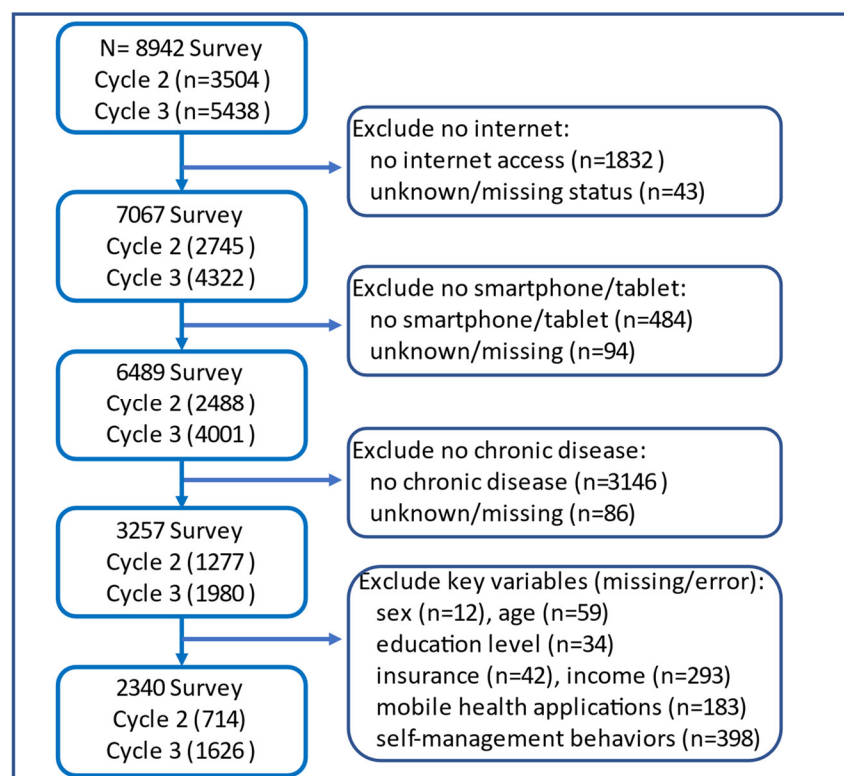 N= 8942 Survey
Cycle 2 (n=3504 )
Cycle 3 (n=5438)
Exclude no internet:
no internet access (n=1832 )
unknown/missing status (n=43)
7067 Survey
Cycle 2 (2745)
Cycle 3 (4322)
Exclude no smartphone/tablet:
no smartphone/tablet (n=484)
unknown/missing (n=94)
6489 Survey
Cycle 2 (2488)
Cycle 3 (4001)
Exclude no chronic disease:
no chronic disease (n=3146 )
unknown/missing (n=86)
3257 Survey
Cycle 2 (1277)
Cycle 3 (1980)
Exclude key variables (missing/error):
sex (n=12), age (n=59)
education level (n=34)
insurance (n=42), income (n=293)
mobile health applications (n=183)
self-management behaviors (n=398)
2340 Survey
Cycle 2 (714)
Cycle 3 (1626)